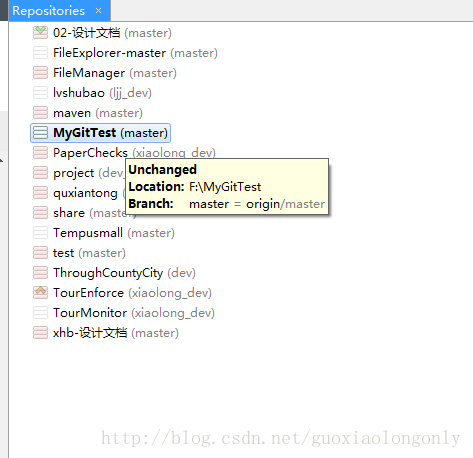 Repositories ×
02-设计文档 (master)
FileExplorer-master (master)
FileManager (master)
lvshubao (ljj_dev)
maven (master)
MyGitTest (master)
PaperChecks (xiaolong_dev)
project (dev
quxiantong (
share (master)
Tempusmall (master)
test (master)
ThroughCountyCity (dev)
TourEnforce (xiaolong_dev)
TourMonitor (xiaolong_dev)
xhb-设计文档 (master)
Unchanged
Location: F:\MyGitTest
Branch: master = origin/master
http://blog.csdn.net/guoxiaolongonly